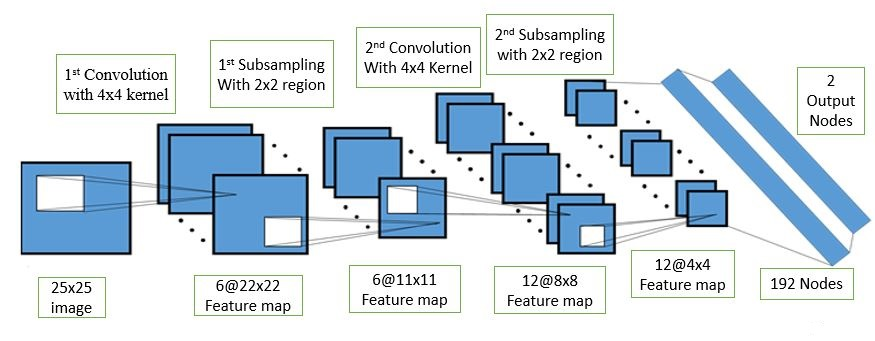 1st Convolution
with 4x4 kernel
1st Subsampling
With 2x2 region
2nd Convolution
With 4x4 Kernel
2nd Subsampling
with 2x2 region
2
Output
Nodes
25x25
image
6@22x22
Feature map
6@11x11
Feature map
12@8x8
Feature map
12@4x4
Feature map
192 Nodes